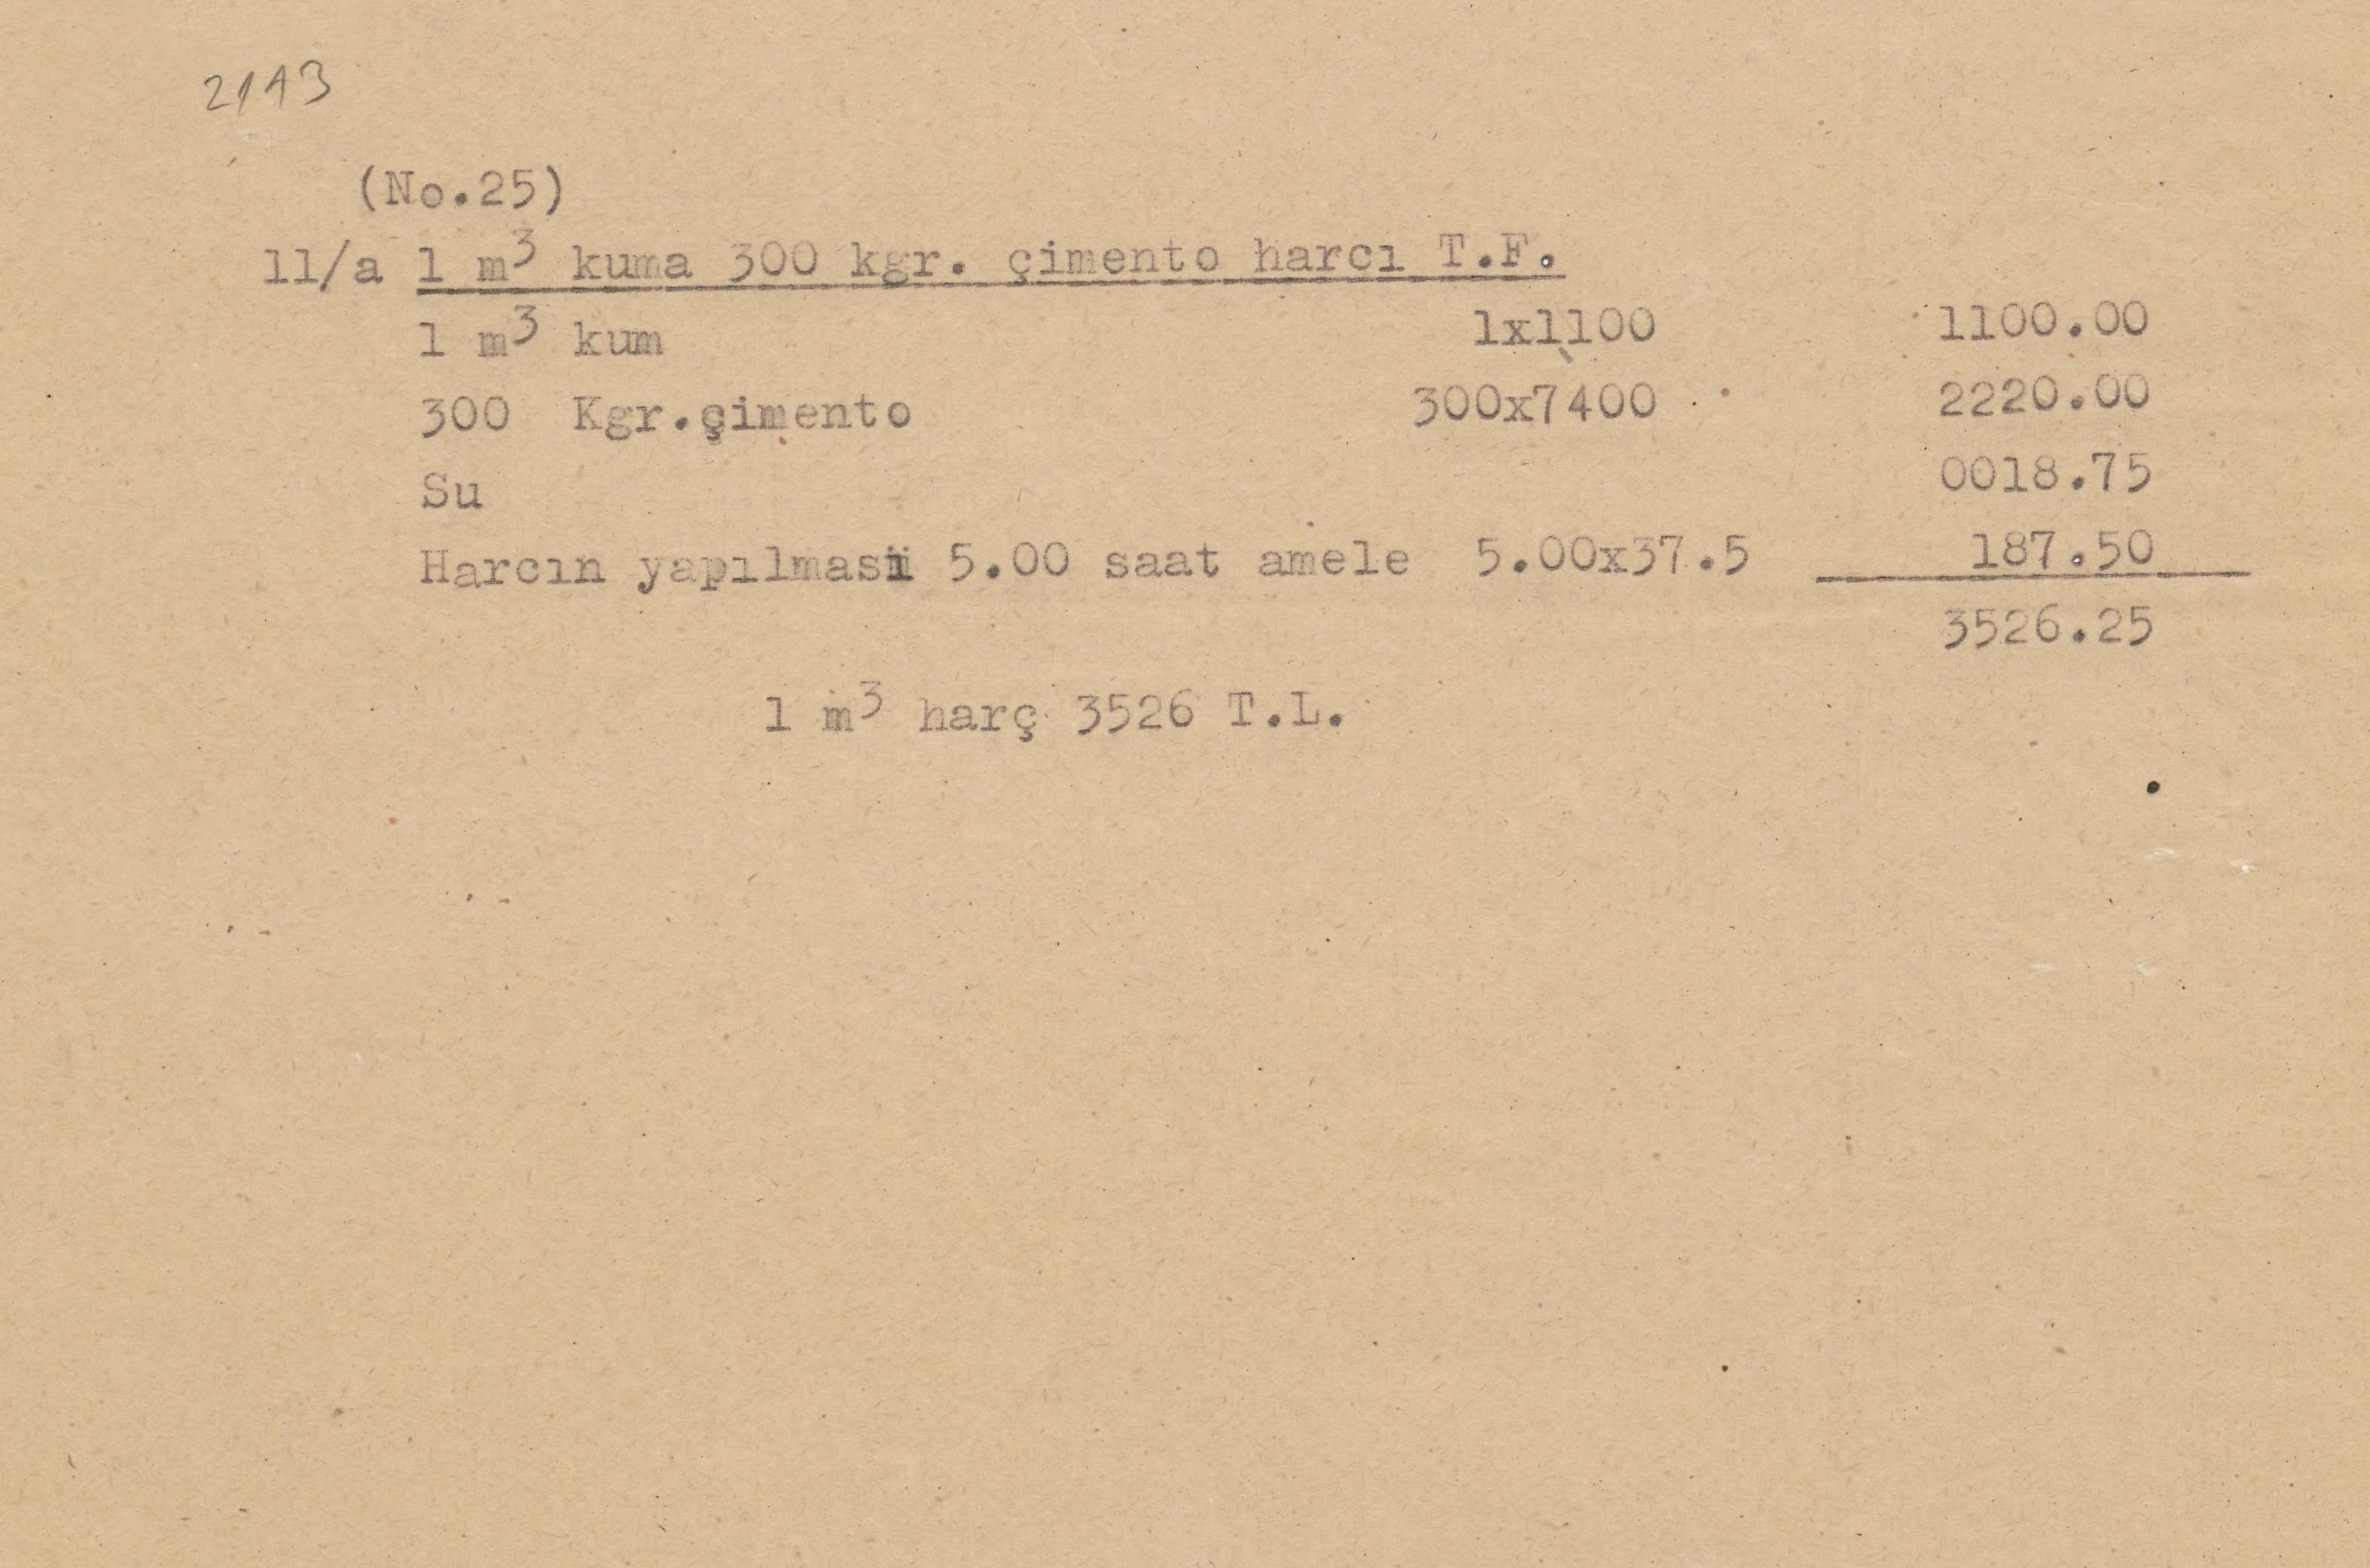 2143
(No.25)
11/a 1 m³ kuma 300 kgr. çimento harcı T.F.
1 m³ kum 1x1100 1100.00
300 Kgr.çimento 300x7400 2220.00
Su 0018.75
Harcın yapılması 5.00 saat amele 5.00x37.5 187.50
3526.25
1 m³ harç 3526 T.L.